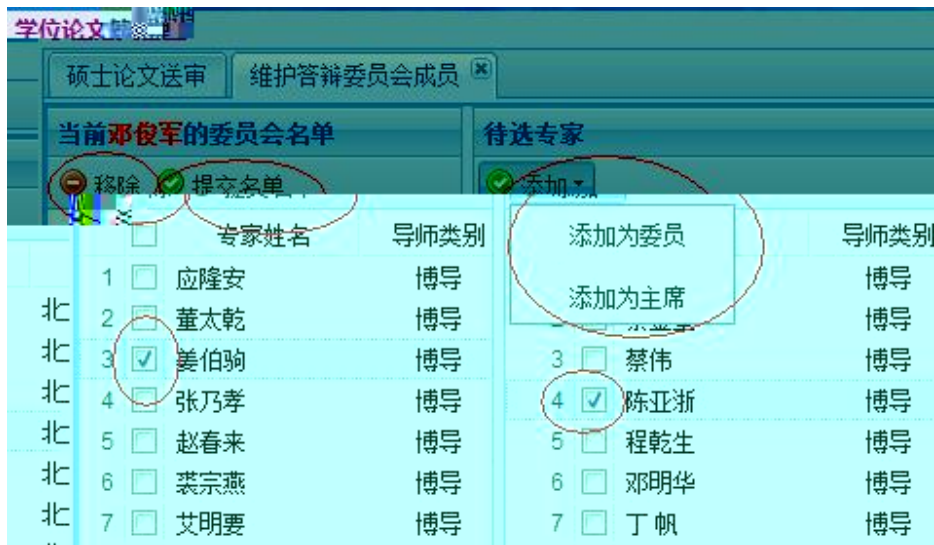 学位论文
硕士论文送审 维护答辩委员会成员
当前邓俊军的委员会名单 待选专家
移除 提交名单 添加
专家姓名 导师类别 添加为委员 导师类别
1 应隆安 博导 博导
北 2 董太乾 博导 添加为主席 博导
北 3 姜伯驹 博导 3 蔡伟 博导
北 4 张乃孝 博导 4 陈亚浙 博导
北 5 赵春来 博导 5 程乾生 博导
北 6 裘宗燕 博导 6 邓明华 博导
北 7 艾明要 博导 7 丁帆 博导